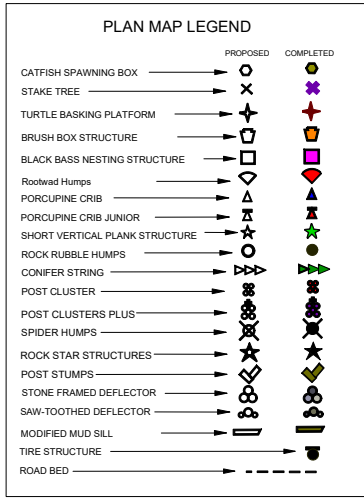 PLAN MAP LEGEND
PROPOSED COMPLETED
CATFISH SPAWNING BOX
STAKE TREE
TURTLE BASKING PLATFORM
BRUSH BOX STRUCTURE
BLACK BASS NESTING STRUCTURE
Rootwad Humps
PORCUPINE CRIB
PORCUPINE CRIB JUNIOR
SHORT VERTICAL PLANK STRUCTURE
ROCK RUBBLE HUMPS
CONIFER STRING
POST CLUSTER
POST CLUSTERS PLUS
SPIDER HUMPS
ROCK STAR STRUCTURES
POST STUMPS
STONE FRAMED DEFLECTOR
SAW-TOOTHED DEFLECTOR
MODIFIED MUD SILL
TIRE STRUCTURE
ROAD BED